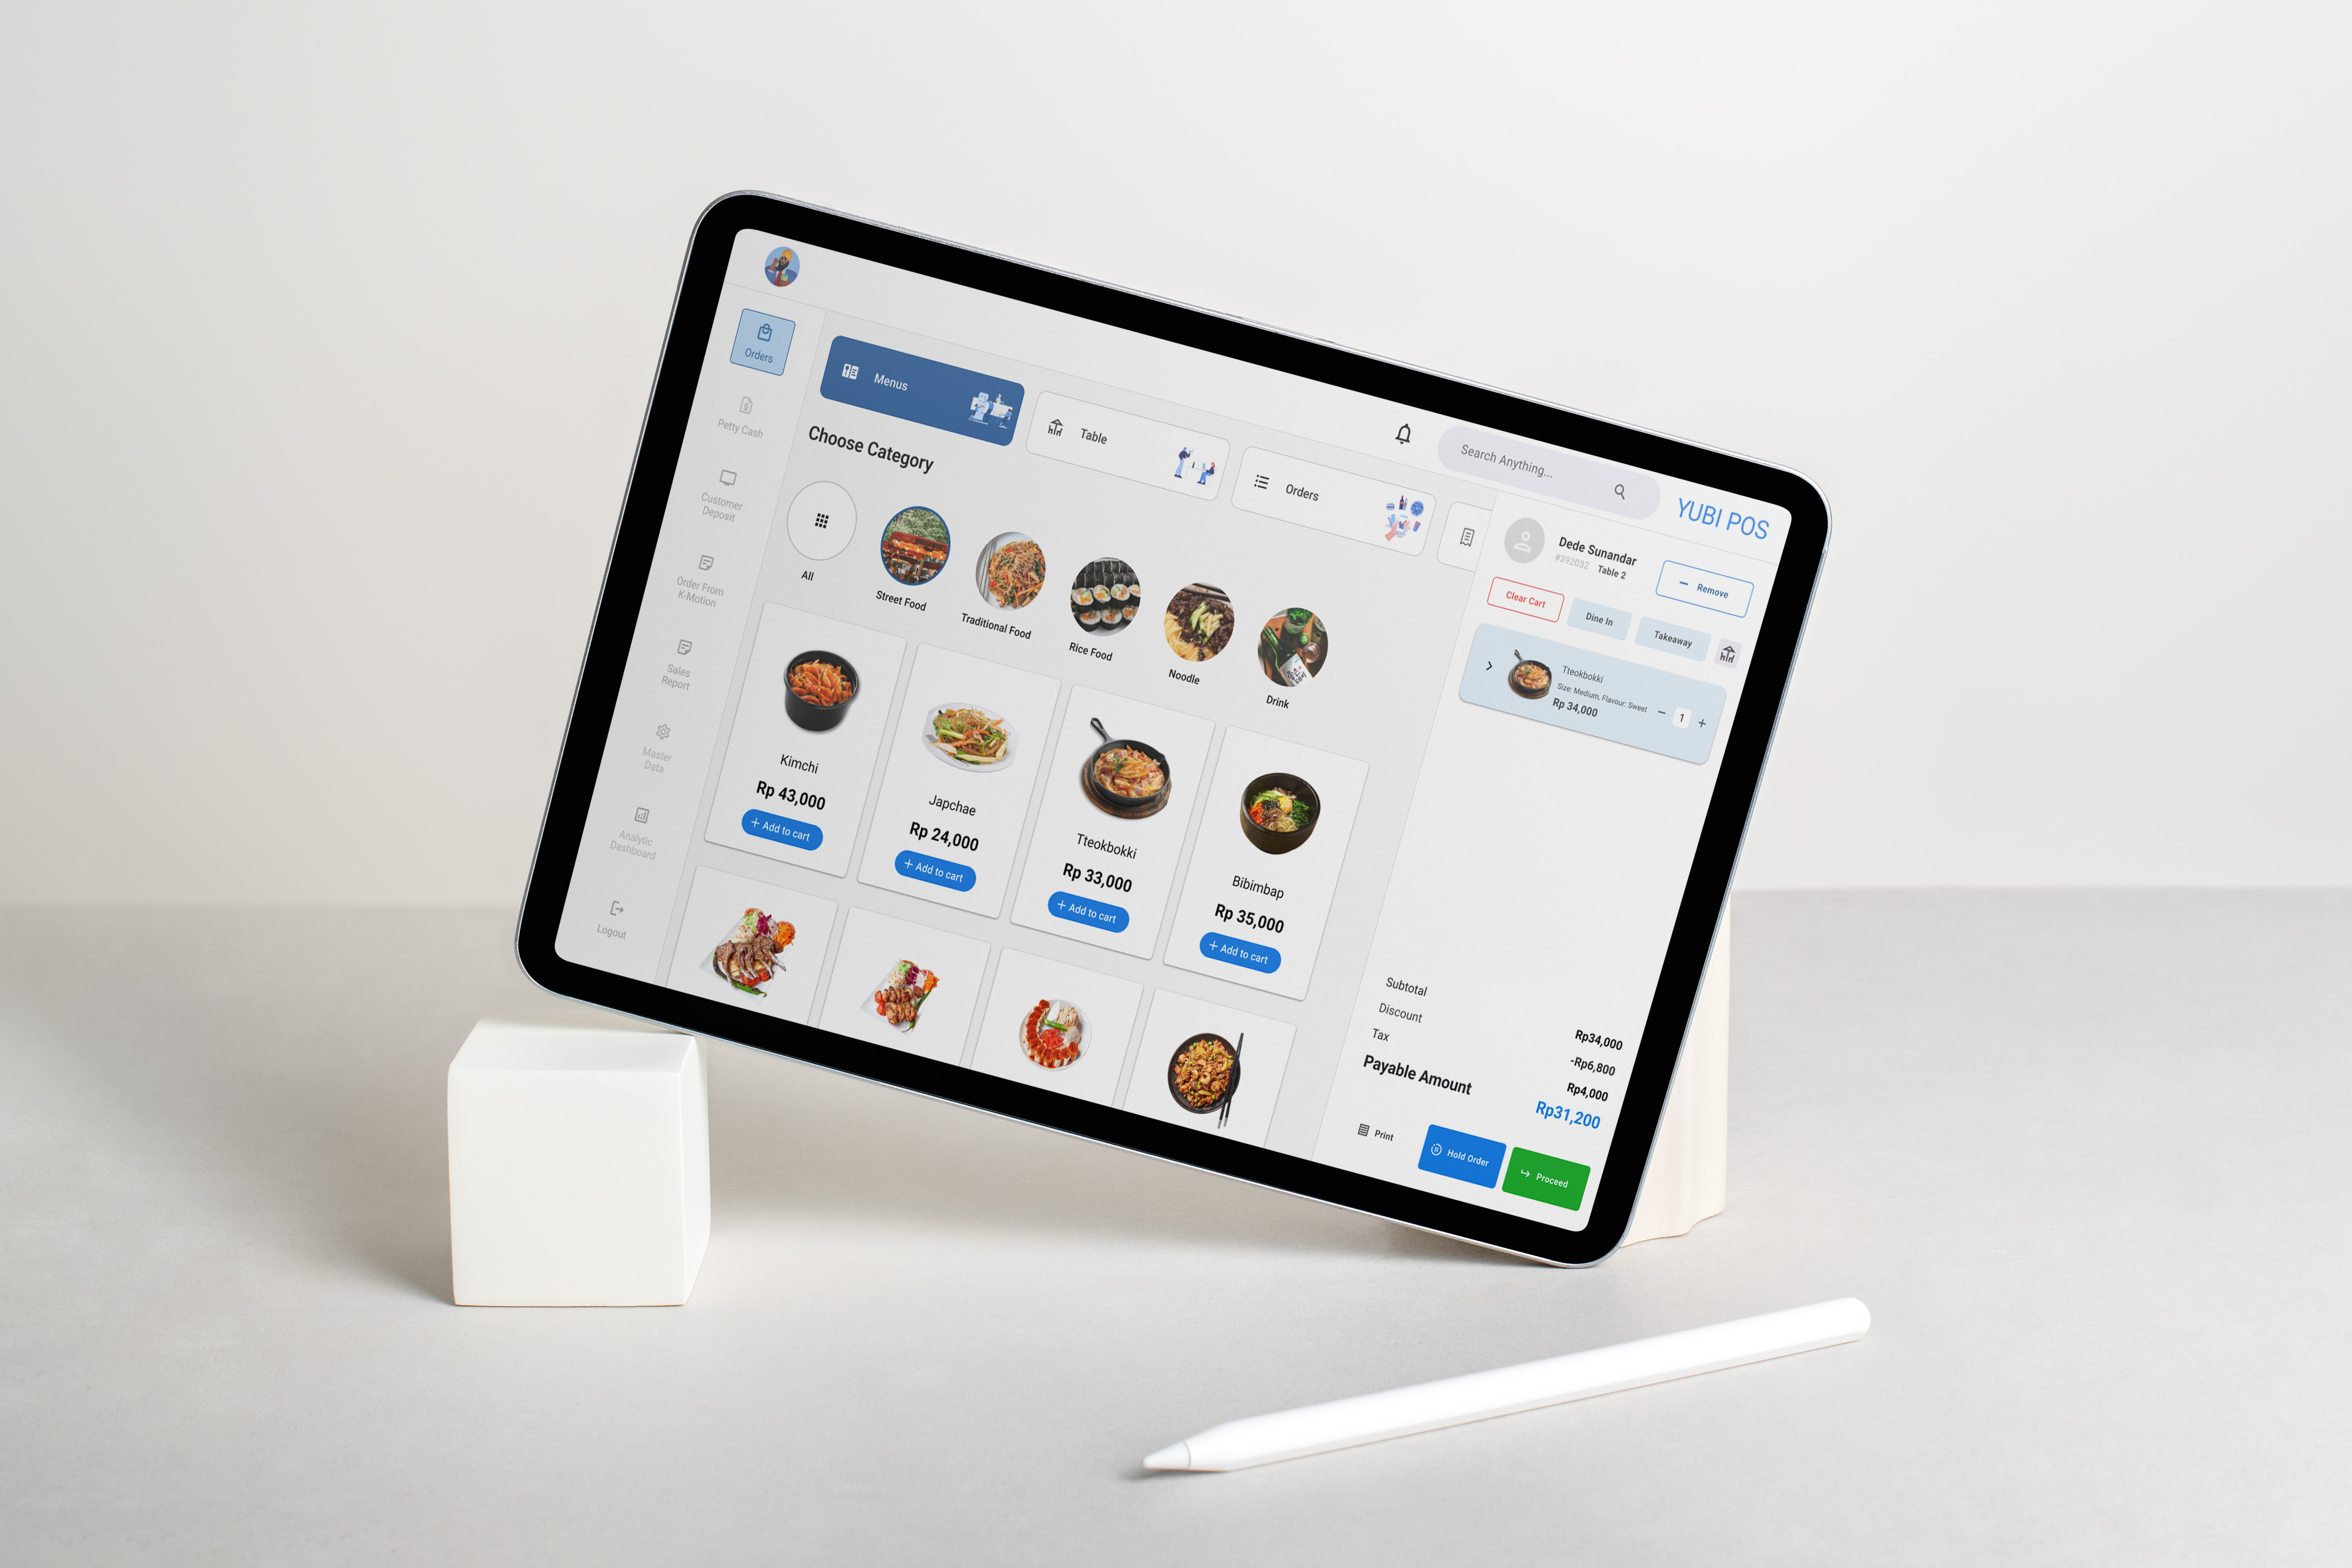 YUBI POS
Search Anything...
Orders
Petty Cash
Customer
Deposit
Order From
K-Motion
Sales
Report
Master
Data
Analytic
Dashboard
Logout
Menus
Table
Orders
Choose Category
All
Street Food
Traditional Food
Rice Food
Noodle
Drink
Kimchi
Rp 43,000
+ Add to cart
Japchae
Rp 24,000
+ Add to cart
Tteokbokki
Rp 33,000
+ Add to cart
Bibimbap
Rp 35,000
+ Add to cart
Dede Sunandar
#392032 Table 2
− Remove
Clear Cart
Dine In
Takeaway
Tteokbokki
Size: Medium, Flavour: Sweet
Rp 34,000
− 1 +
Subtotal Rp34,000
Discount -Rp6,800
Tax Rp4,000
Payable Amount Rp31,200
Print
Hold Order
Proceed